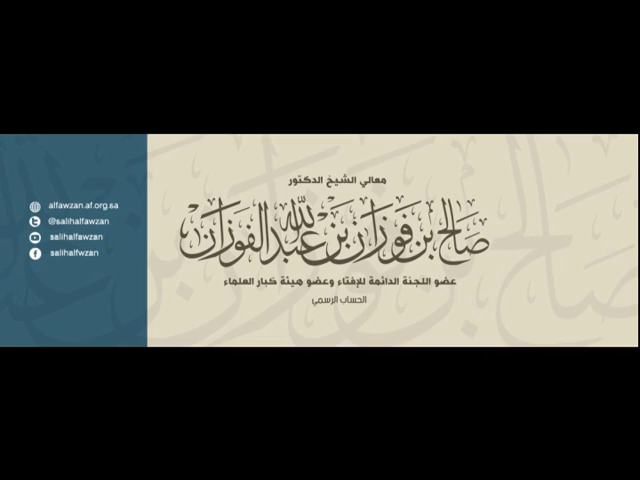 معالي الشيخ الدكتور
صالح بن فوزان بن عبدالله الفوزان
عضو اللجنة الدائمة للإفتاء وعضو هيئة كبار العلماء
الحساب الرسمي
alfawzan.af.org.sa
@salihalfawzan
salihalfawzan
salihalfwzan